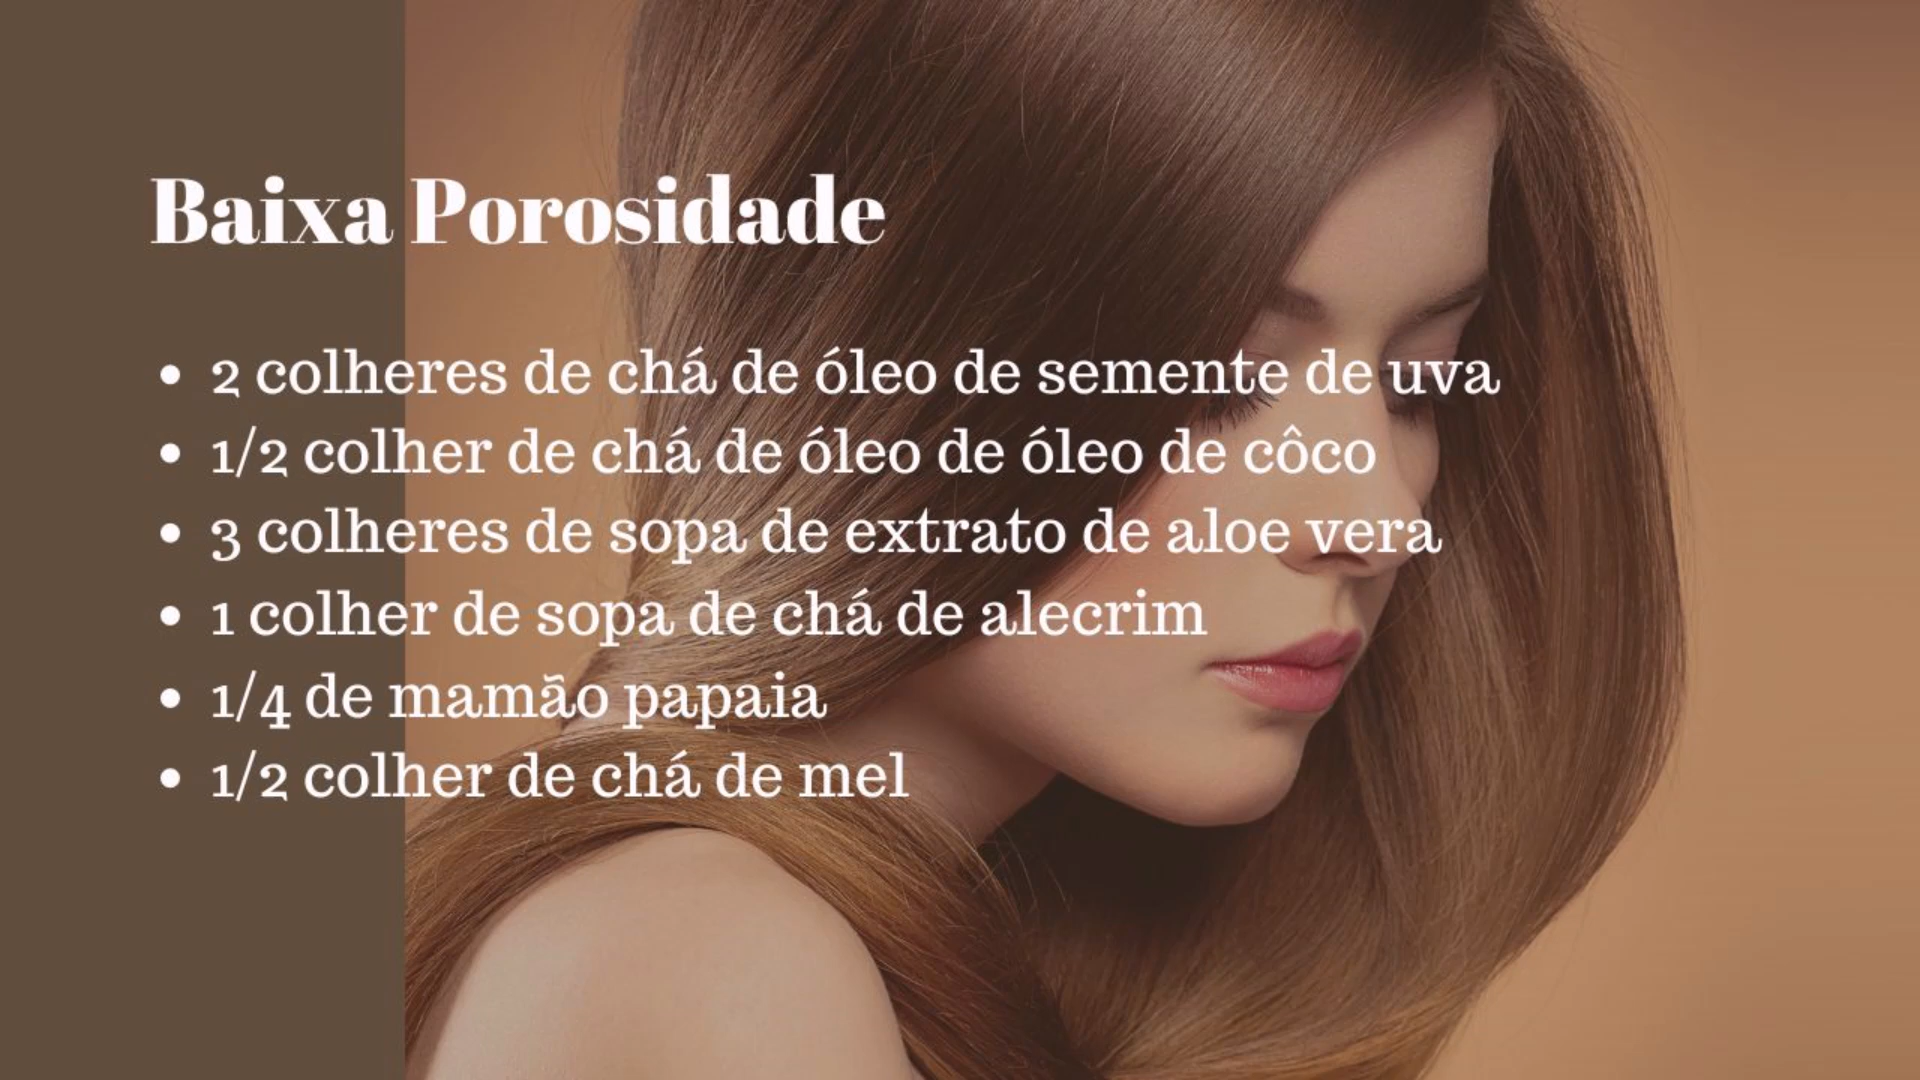 Baixa Porosidade
• 2 colheres de chá de óleo de semente de uva
• 1/2 colher de chá de óleo de óleo de côco
• 3 colheres de sopa de extrato de aloe vera
• 1 colher de sopa de chá de alecrim
• 1/4 de mamão papaia
• 1/2 colher de chá de mel